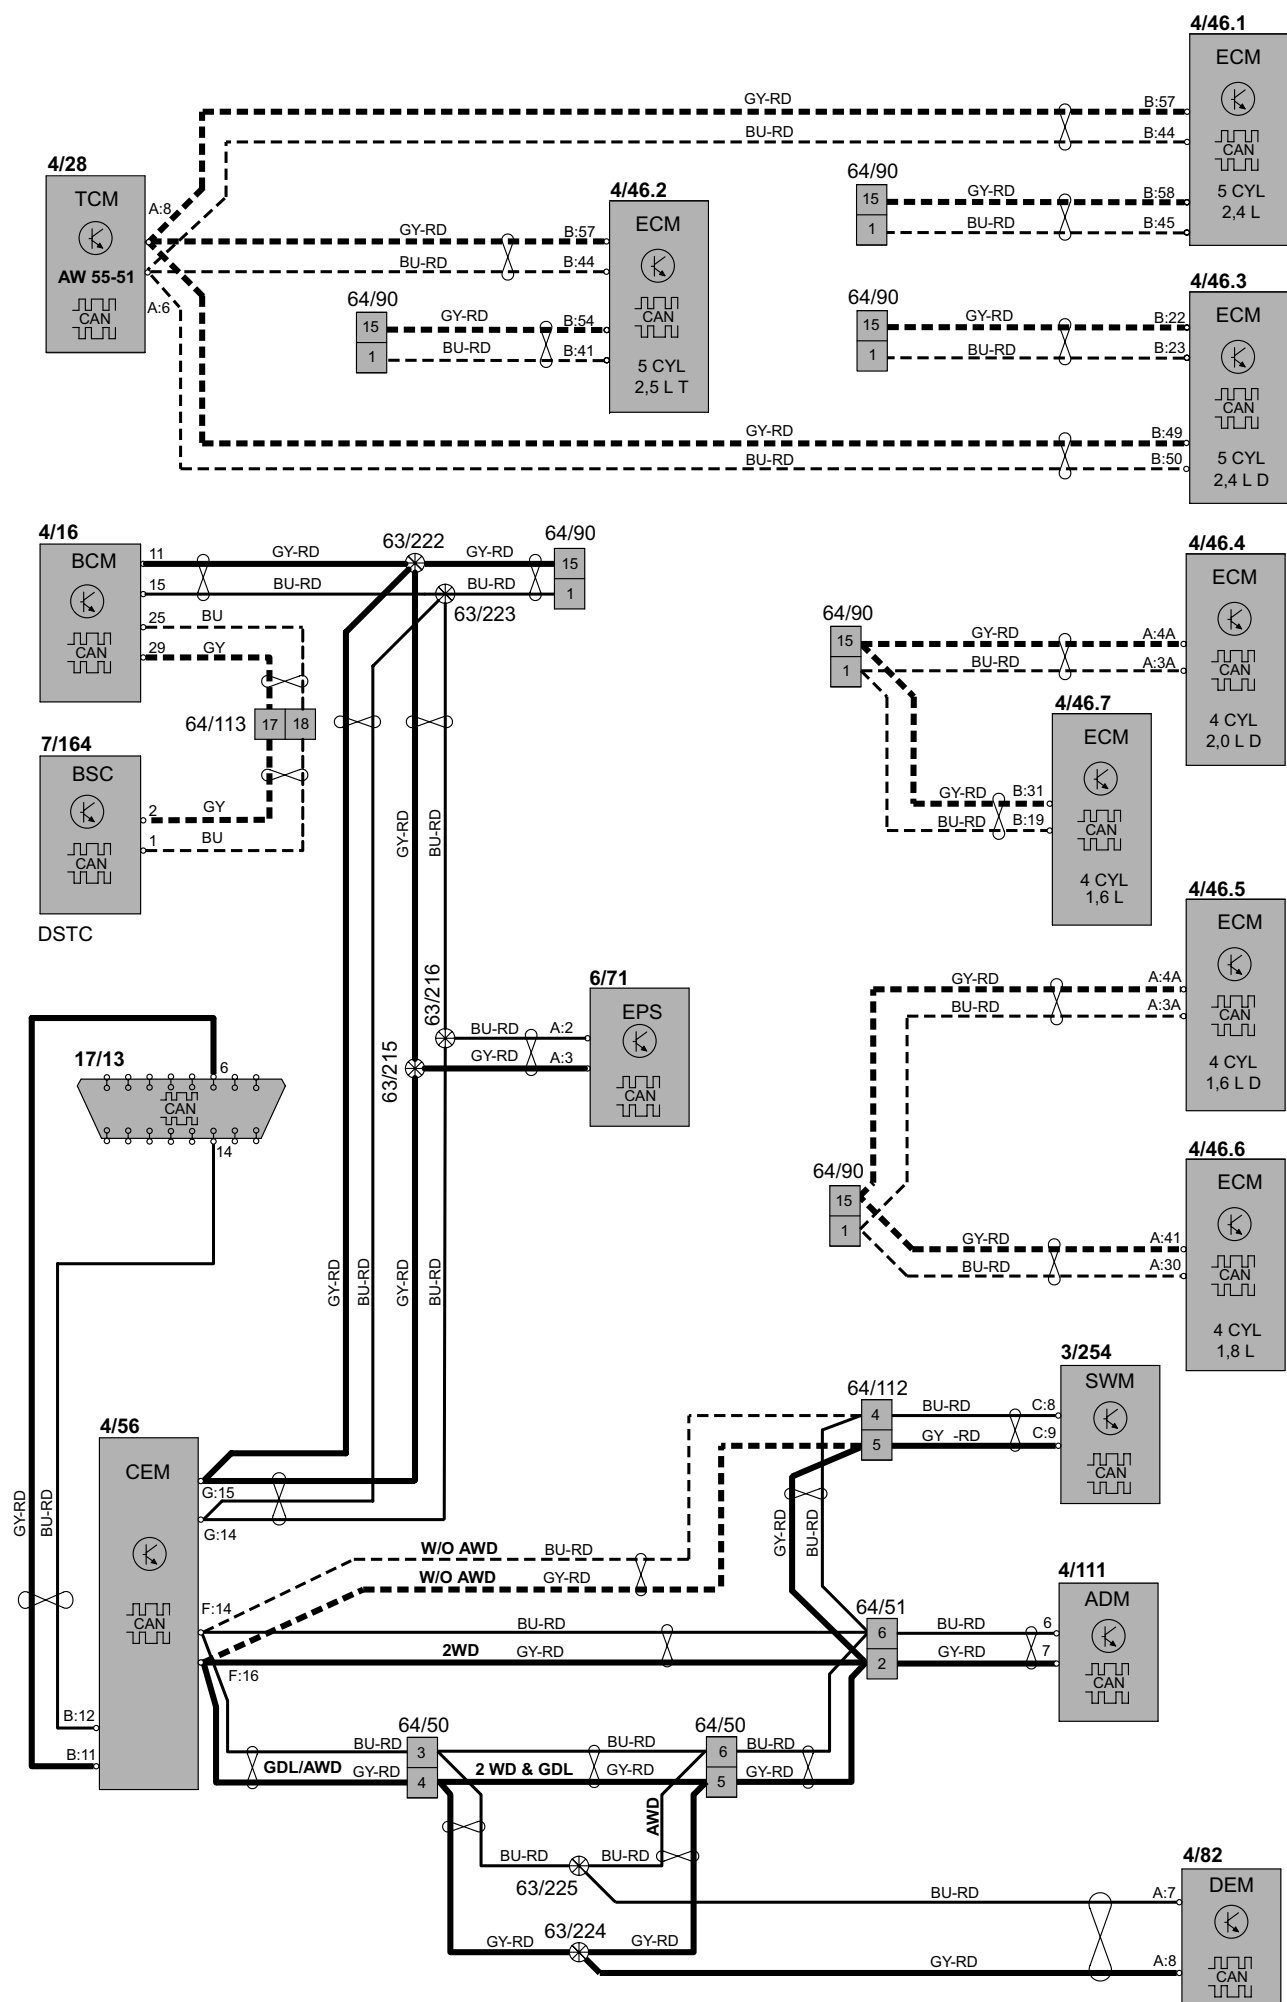 4/46.1
ECM
CAN
5 CYL
2,4 L
GY-RD
B:57
BU-RD
B:44
64/90
15
1
GY-RD
B:58
BU-RD
B:45
4/28
TCM
AW 55-51
CAN
A:8
A:6
4/46.2
ECM
CAN
5 CYL
2,5 L T
GY-RD
B:57
BU-RD
B:44
64/90
15
1
GY-RD
B:54
BU-RD
B:41
4/46.3
ECM
CAN
5 CYL
2,4 L D
64/90
15
1
GY-RD
B:22
BU-RD
B:23
GY-RD
B:49
BU-RD
B:50
4/16
BCM
CAN
11
GY-RD
63/222
GY-RD
64/90
15
1
15
BU-RD
BU-RD
63/223
25
BU
29
GY
64/113
17
18
7/164
BSC
CAN
2
GY
1
BU
DSTC
4/46.4
ECM
CAN
4 CYL
2,0 L D
64/90
15
1
GY-RD
A:4A
BU-RD
A:3A
4/46.7
ECM
CAN
4 CYL
1,6 L
GY-RD
B:31
BU-RD
B:19
GY-RD
BU-RD
4/46.5
ECM
CAN
4 CYL
1,6 L D
GY-RD
A:4A
BU-RD
A:3A
63/216
63/215
6/71
EPS
CAN
BU-RD
A:2
GY-RD
A:3
17/13
6
CAN
14
64/90
15
1
4/46.6
ECM
CAN
4 CYL
1,8 L
GY-RD
A:41
BU-RD
A:30
GY-RD
BU-RD
GY-RD
BU-RD
3/254
SWM
CAN
64/112
4
5
BU-RD
C:8
GY -RD
C:9
4/56
CEM
CAN
G:15
G:14
GY-RD
BU-RD
W/O AWD
BU-RD
W/O AWD
GY-RD
GY-RD
BU-RD
F:14
BU-RD
2WD
GY-RD
F:16
64/51
6
2
BU-RD
6
GY-RD
7
4/111
ADM
CAN
B:12
B:11
64/50
3
4
BU-RD
GDL/AWD
GY-RD
BU-RD
2 WD & GDL
GY-RD
64/50
6
5
BU-RD
GY-RD
AWD
BU-RD
BU-RD
63/225
63/224
GY-RD
GY-RD
4/82
DEM
CAN
BU-RD
A:7
GY-RD
A:8